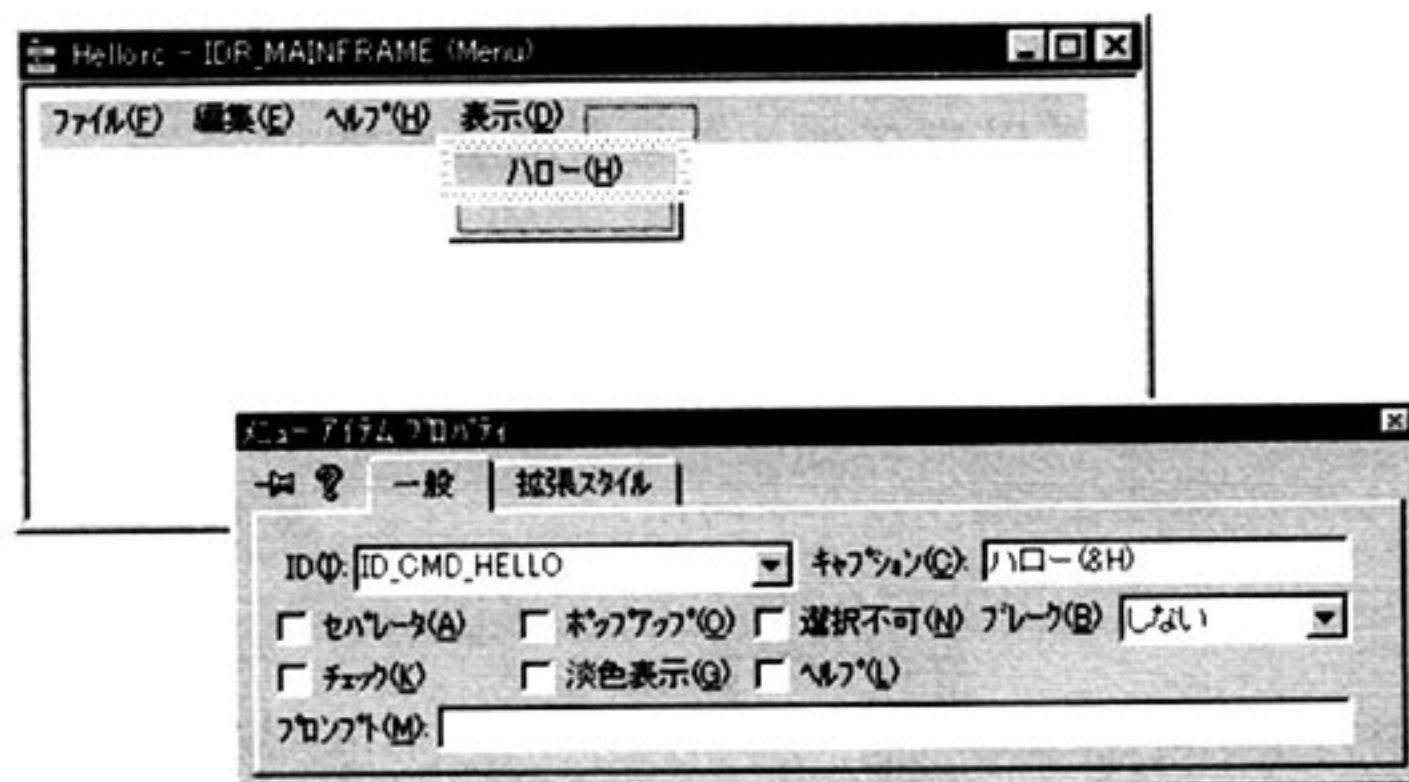 Hello.rc - IDR_MAINFRAME (Menu)
ﾌｧｲﾙ(F) 編集(E) ﾍﾙﾌﾟ(H) 表示(D)
ハロー(H)
ﾒﾆｭｰ ｱｲﾃﾑ ﾌﾟﾛﾊﾟﾃｨ
一般 拡張ｽﾀｲﾙ
ID(I): ID_CMD_HELLO ｷｬﾌﾟｼｮﾝ(C): ハロー(&H)
ｾﾊﾟﾚｰﾀ(A) ﾎﾟｯﾌﾟｱｯﾌﾟ(O) 選択不可(N) ﾌﾞﾚｰｸ(B) しない
ﾁｪｯｸ(K) 淡色表示(G) ﾍﾙﾌﾟ(L)
ﾌﾟﾛﾝﾌﾟﾄ(M):